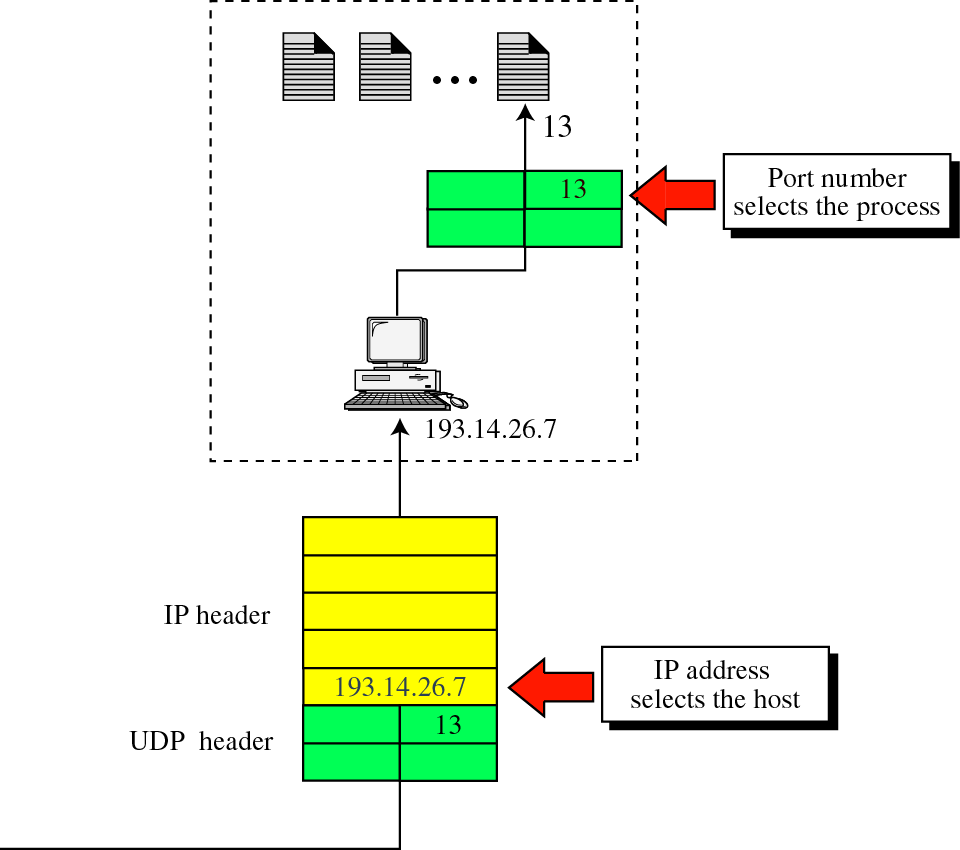 13
13
Port number
selects the process
193.14.26.7
IP header
193.14.26.7
IP address
selects the host
UDP header
13